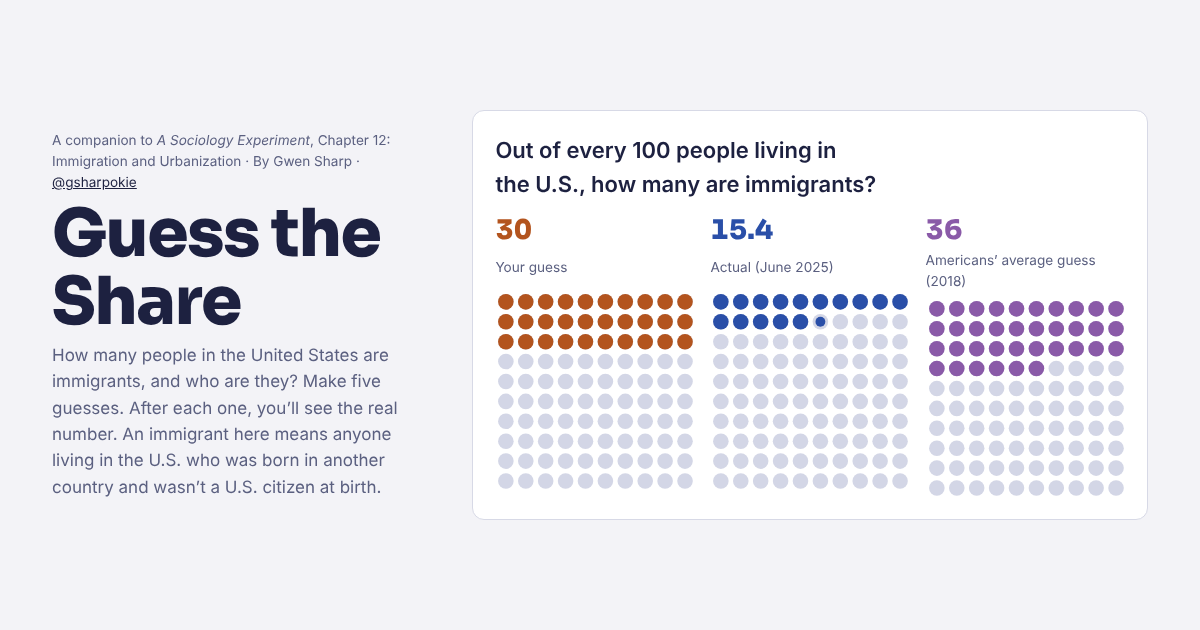 A companion to A Sociology Experiment, Chapter 12:
Immigration and Urbanization · By Gwen Sharp ·
@gsharpokie
Guess the
Share
How many people in the United States are
immigrants, and who are they? Make five
guesses. After each one, you’ll see the real
number. An immigrant here means anyone
living in the U.S. who was born in another
country and wasn’t a U.S. citizen at birth.
Out of every 100 people living in
the U.S., how many are immigrants?
30
Your guess
15.4
Actual (June 2025)
36
Americans’ average guess
(2018)